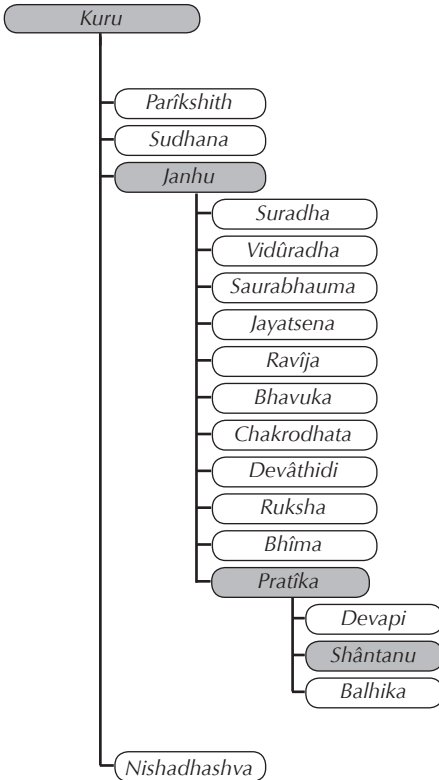 Kuru
Parîkshith
Sudhana
Janhu
Suradha
Vidûradha
Saurabhauma
Jayatsena
Ravîja
Bhavuka
Chakrodhata
Devâthidi
Ruksha
Bhîma
Pratîka
Devapi
Shântanu
Balhika
Nishadhashva